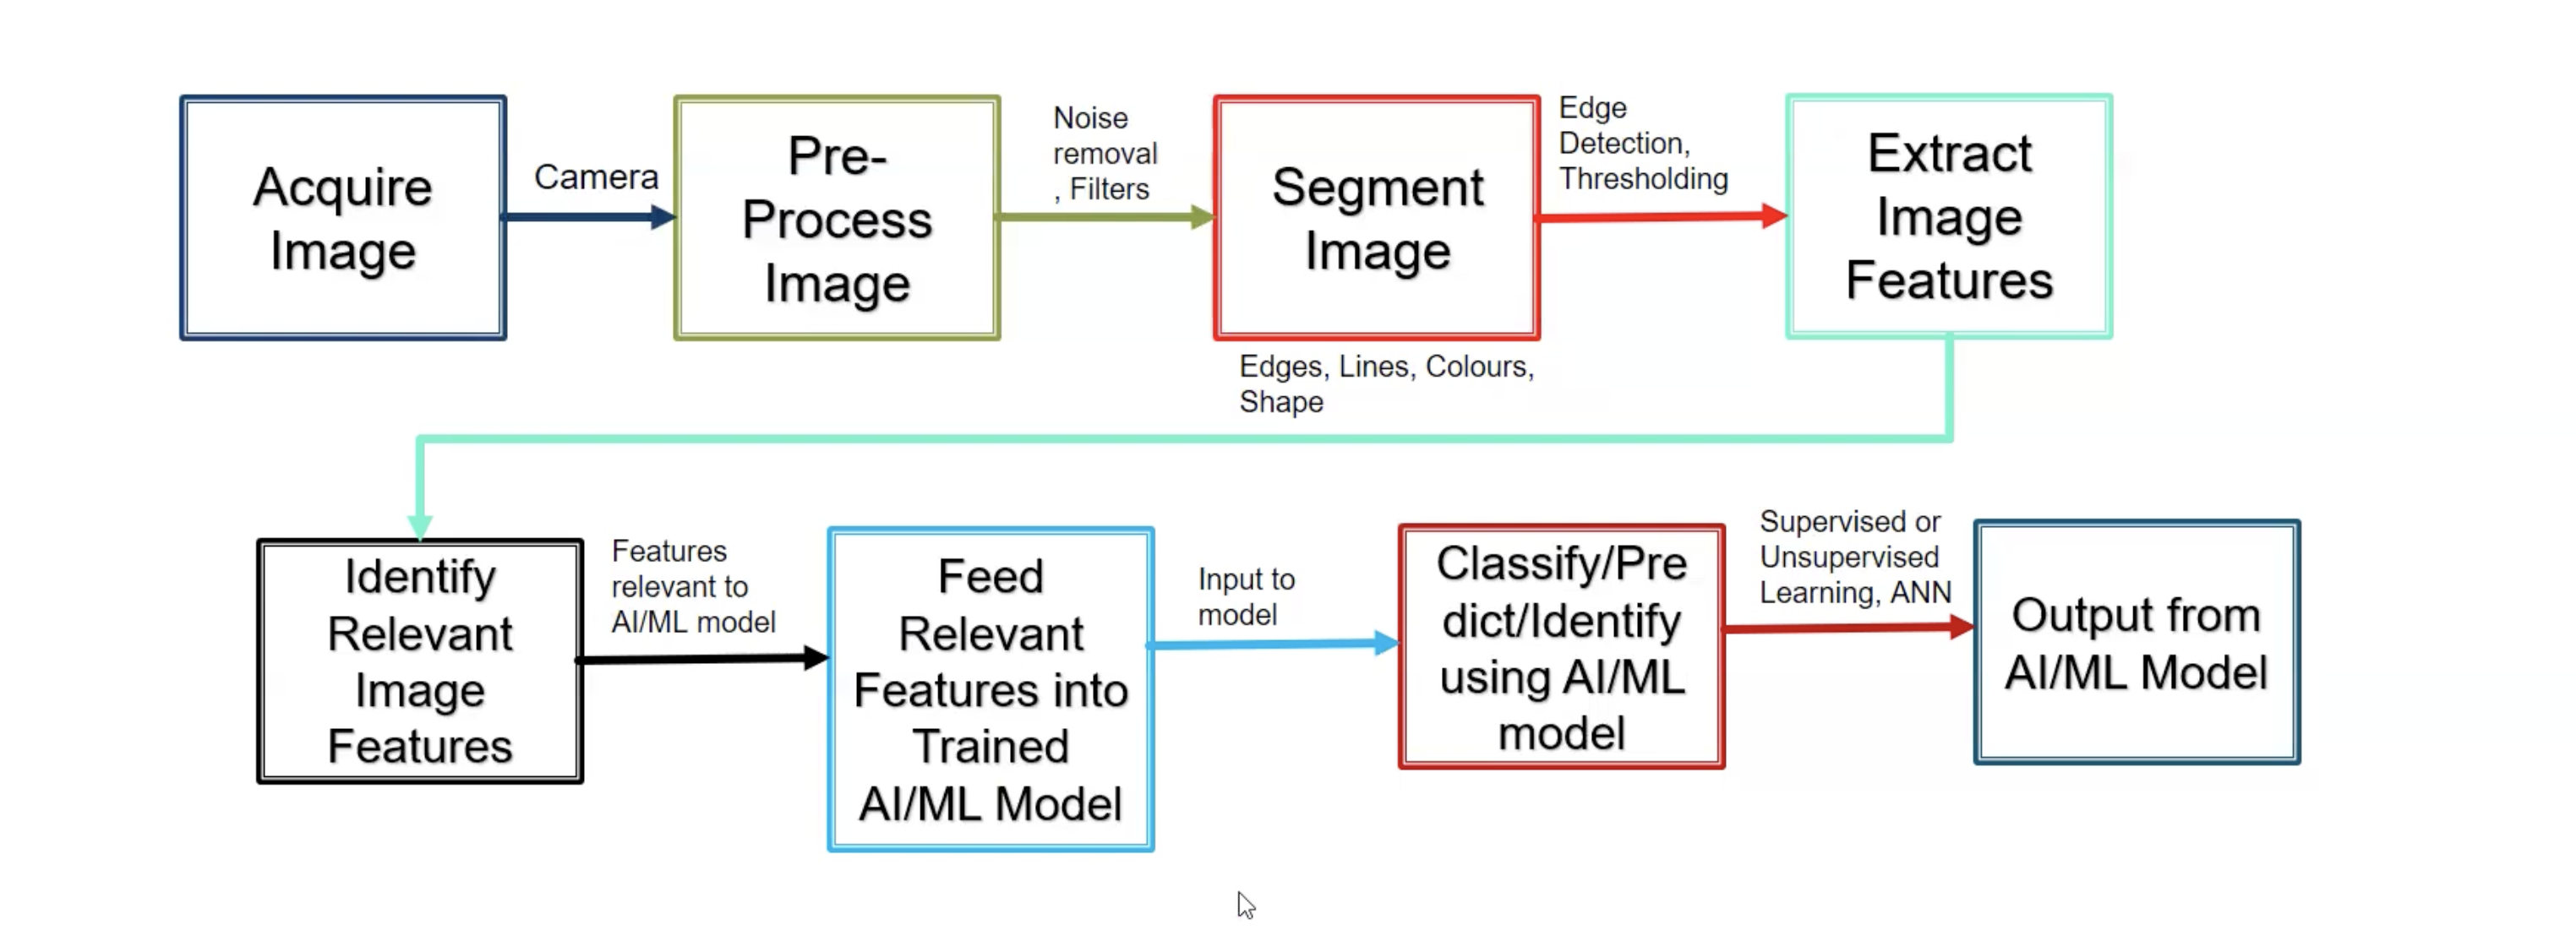 Acquire
Image
Camera
Pre-
Process
Image
Noise
removal
, Filters
Segment
Image
Edges, Lines, Colours,
Shape
Edge
Detection,
Thresholding
Extract
Image
Features
Identify
Relevant
Image
Features
Features
relevant to
AI/ML model
Feed
Relevant
Features into
Trained
AI/ML Model
Input to
model
Classify/Pre
dict/Identify
using AI/ML
model
Supervised or
Unsupervised
Learning, ANN
Output from
AI/ML Model